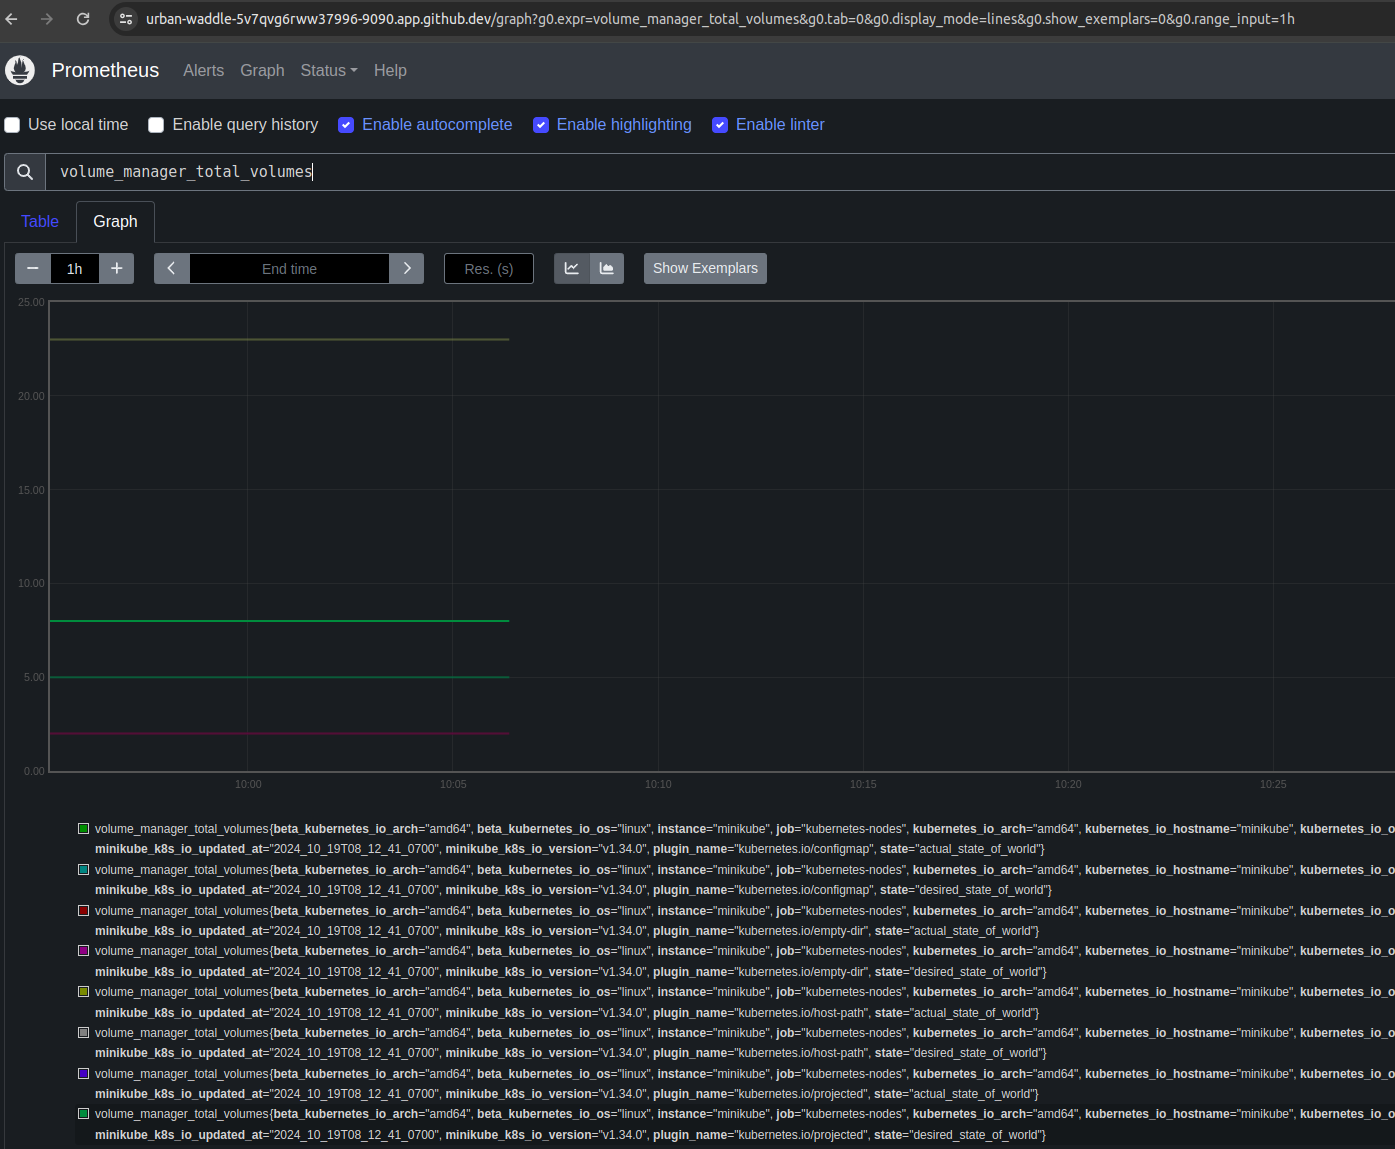 urban-waddle-5v7qvg6rww37996-9090.app.github.dev/graph?g0.expr=volume_manager_total_volumes&g0.tab=0&g0.display_mode=lines&g0.show_exemplars=0&g0.range_input=1h
Prometheus Alerts Graph Status Help
Use local time Enable query history Enable autocomplete Enable highlighting Enable linter
volume_manager_total_volumes
Table Graph
− 1h + End time Res. (s) Show Exemplars
25.00
20.00
15.00
10.00
5.00
0.00
10:00 10:05 10:10 10:15 10:20 10:25
volume_manager_total_volumes{beta_kubernetes_io_arch="amd64", beta_kubernetes_io_os="linux", instance="minikube", job="kubernetes-nodes", kubernetes_io_arch="amd64", kubernetes_io_hostname="minikube", kubernetes_io_o
minikube_k8s_io_updated_at="2024_10_19T08_12_41_0700", minikube_k8s_io_version="v1.34.0", plugin_name="kubernetes.io/configmap", state="actual_state_of_world"}
volume_manager_total_volumes{beta_kubernetes_io_arch="amd64", beta_kubernetes_io_os="linux", instance="minikube", job="kubernetes-nodes", kubernetes_io_arch="amd64", kubernetes_io_hostname="minikube", kubernetes_io_o
minikube_k8s_io_updated_at="2024_10_19T08_12_41_0700", minikube_k8s_io_version="v1.34.0", plugin_name="kubernetes.io/configmap", state="desired_state_of_world"}
volume_manager_total_volumes{beta_kubernetes_io_arch="amd64", beta_kubernetes_io_os="linux", instance="minikube", job="kubernetes-nodes", kubernetes_io_arch="amd64", kubernetes_io_hostname="minikube", kubernetes_io_o
minikube_k8s_io_updated_at="2024_10_19T08_12_41_0700", minikube_k8s_io_version="v1.34.0", plugin_name="kubernetes.io/empty-dir", state="actual_state_of_world"}
volume_manager_total_volumes{beta_kubernetes_io_arch="amd64", beta_kubernetes_io_os="linux", instance="minikube", job="kubernetes-nodes", kubernetes_io_arch="amd64", kubernetes_io_hostname="minikube", kubernetes_io_o
minikube_k8s_io_updated_at="2024_10_19T08_12_41_0700", minikube_k8s_io_version="v1.34.0", plugin_name="kubernetes.io/empty-dir", state="desired_state_of_world"}
volume_manager_total_volumes{beta_kubernetes_io_arch="amd64", beta_kubernetes_io_os="linux", instance="minikube", job="kubernetes-nodes", kubernetes_io_arch="amd64", kubernetes_io_hostname="minikube", kubernetes_io_o
minikube_k8s_io_updated_at="2024_10_19T08_12_41_0700", minikube_k8s_io_version="v1.34.0", plugin_name="kubernetes.io/host-path", state="actual_state_of_world"}
volume_manager_total_volumes{beta_kubernetes_io_arch="amd64", beta_kubernetes_io_os="linux", instance="minikube", job="kubernetes-nodes", kubernetes_io_arch="amd64", kubernetes_io_hostname="minikube", kubernetes_io_o
minikube_k8s_io_updated_at="2024_10_19T08_12_41_0700", minikube_k8s_io_version="v1.34.0", plugin_name="kubernetes.io/host-path", state="desired_state_of_world"}
volume_manager_total_volumes{beta_kubernetes_io_arch="amd64", beta_kubernetes_io_os="linux", instance="minikube", job="kubernetes-nodes", kubernetes_io_arch="amd64", kubernetes_io_hostname="minikube", kubernetes_io_o
minikube_k8s_io_updated_at="2024_10_19T08_12_41_0700", minikube_k8s_io_version="v1.34.0", plugin_name="kubernetes.io/projected", state="actual_state_of_world"}
volume_manager_total_volumes{beta_kubernetes_io_arch="amd64", beta_kubernetes_io_os="linux", instance="minikube", job="kubernetes-nodes", kubernetes_io_arch="amd64", kubernetes_io_hostname="minikube", kubernetes_io_o
minikube_k8s_io_updated_at="2024_10_19T08_12_41_0700", minikube_k8s_io_version="v1.34.0", plugin_name="kubernetes.io/projected", state="desired_state_of_world"}